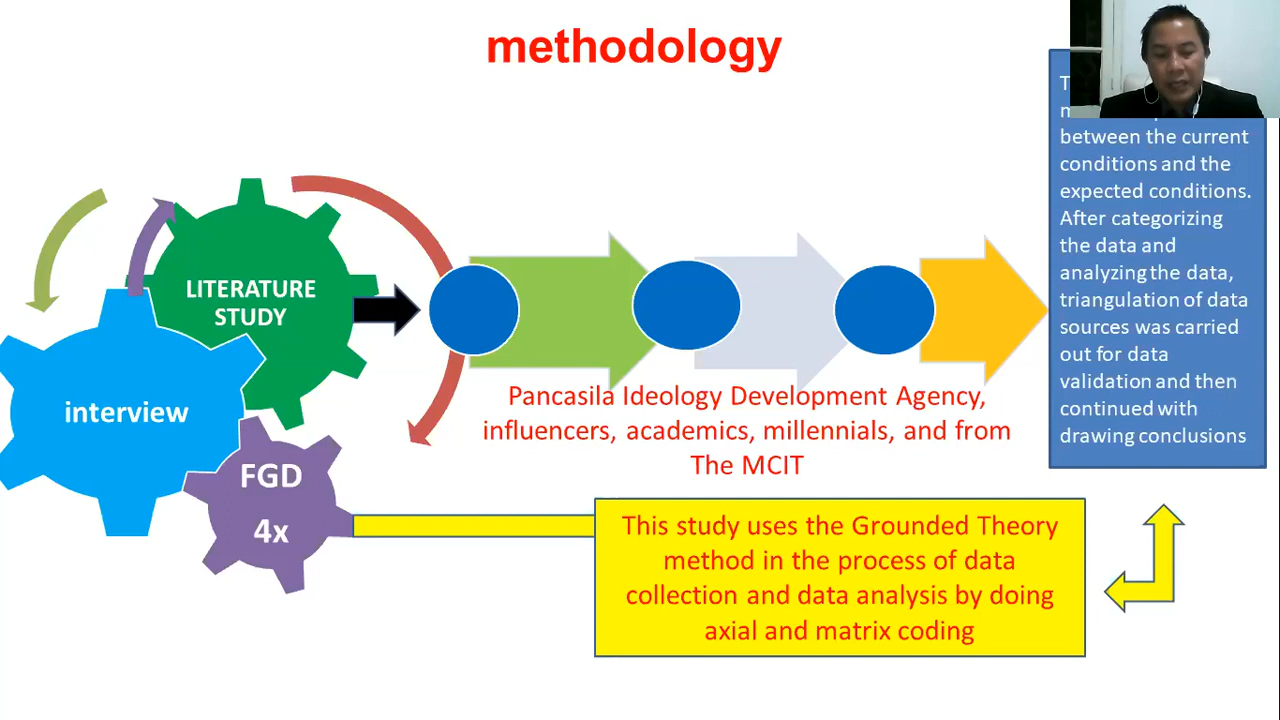 methodology
LITERATURE
STUDY
interview
FGD
4x
Pancasila Ideology Development Agency,
influencers, academics, millennials, and from
The MCIT
This study uses the Grounded Theory
method in the process of data
collection and data analysis by doing
axial and matrix coding
between the current
conditions and the
expected conditions.
After categorizing
the data and
analyzing the data,
triangulation of data
sources was carried
out for data
validation and then
continued with
drawing conclusions